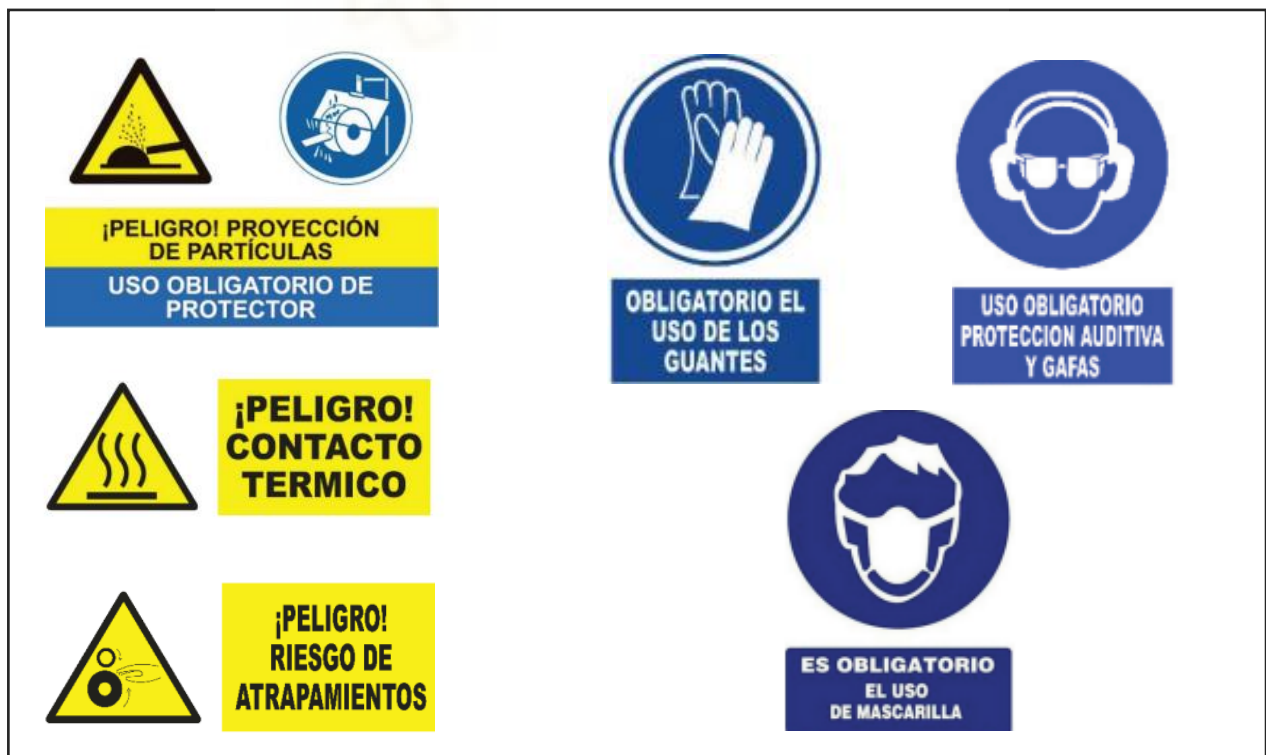 ¡PELIGRO! PROYECCIÓN
DE PARTÍCULAS
USO OBLIGATORIO DE
PROTECTOR
OBLIGATORIO EL
USO DE LOS
GUANTES
USO OBLIGATORIO
PROTECCION AUDITIVA
Y GAFAS
¡PELIGRO!
CONTACTO
TERMICO
¡PELIGRO!
RIESGO DE
ATRAPAMIENTOS
ES OBLIGATORIO
EL USO
DE MASCARILLA